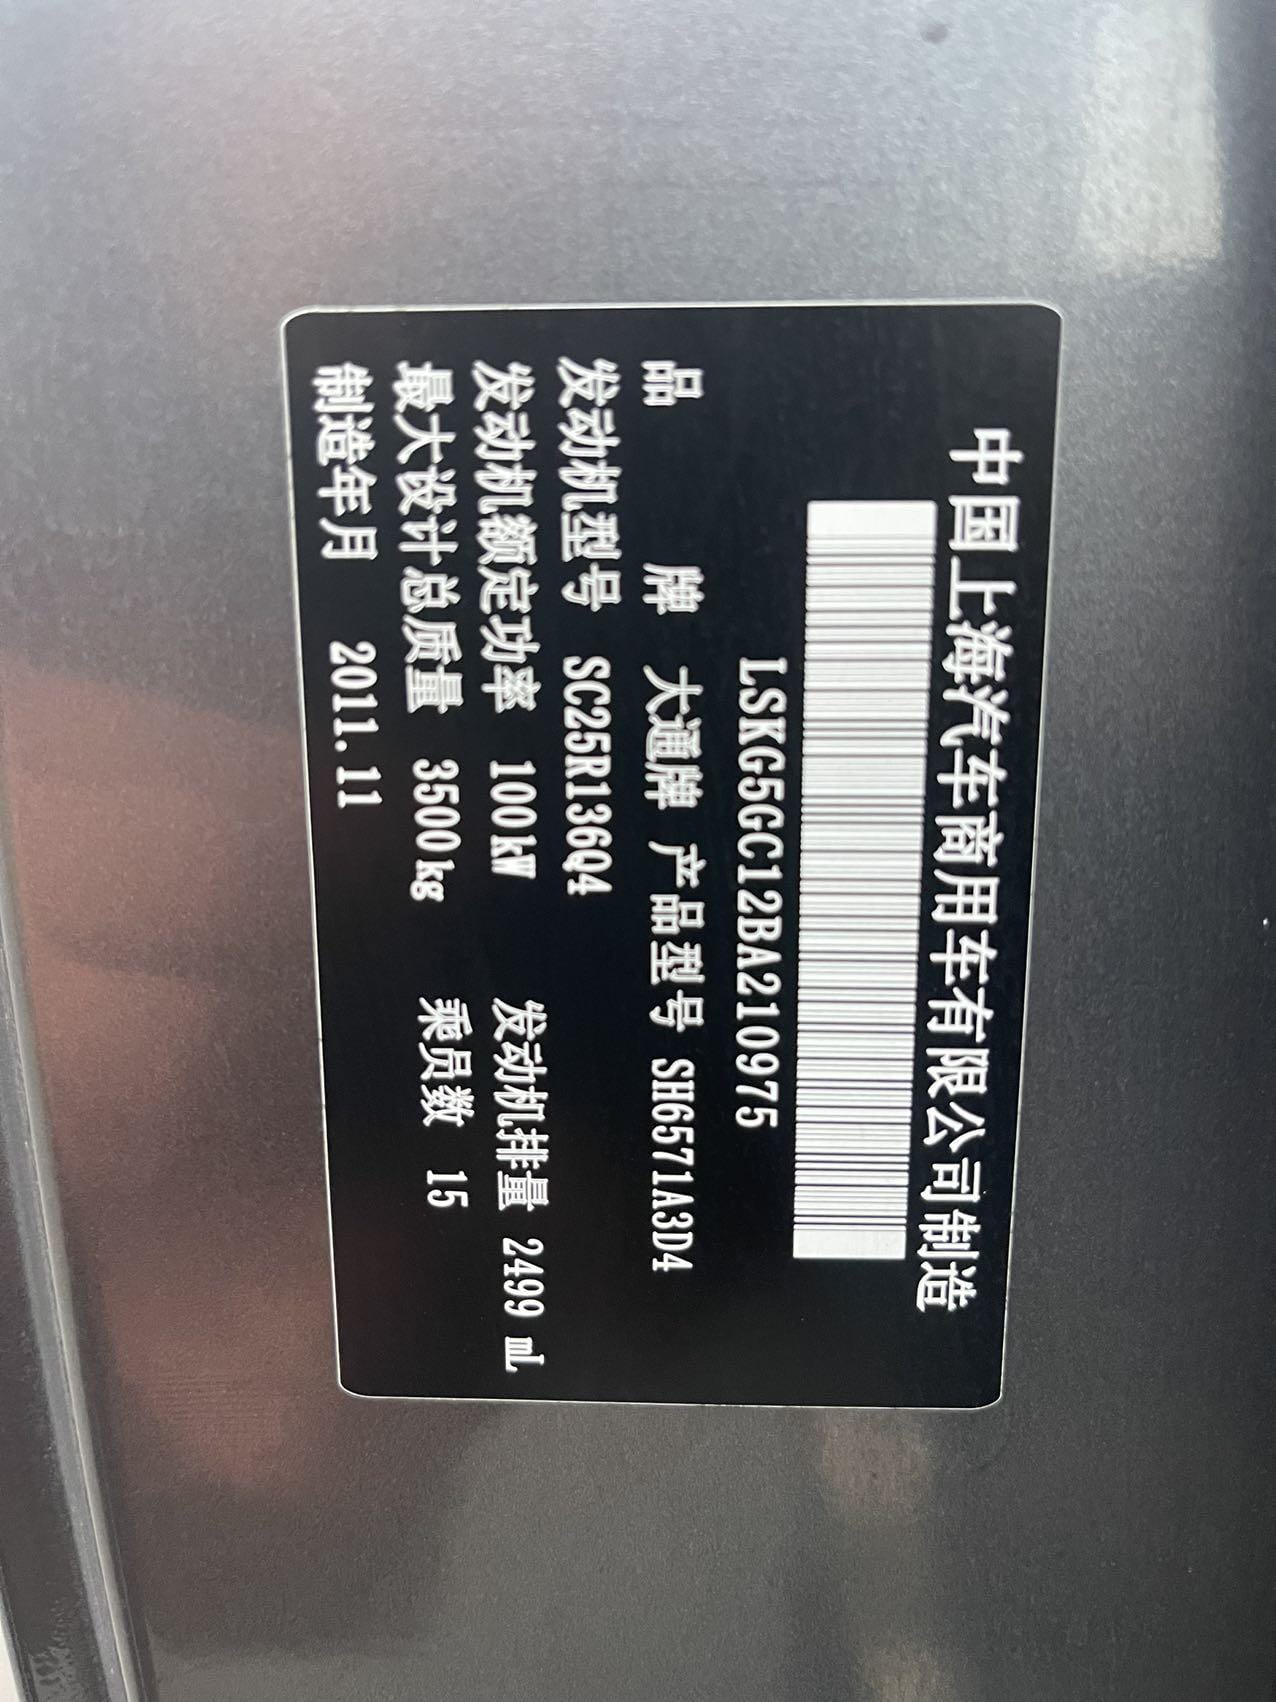 中国上海汽车商用车有限公司制造
LSKG5GC12BA210975
品 牌 大通牌 产品型号 SH6571A3D4
发动机型号 SC25R136Q4
发动机额定功率 100kW 发动机排量 2499 mL
最大设计总质量 3500kg 乘员数 15
制造年月 2011.11